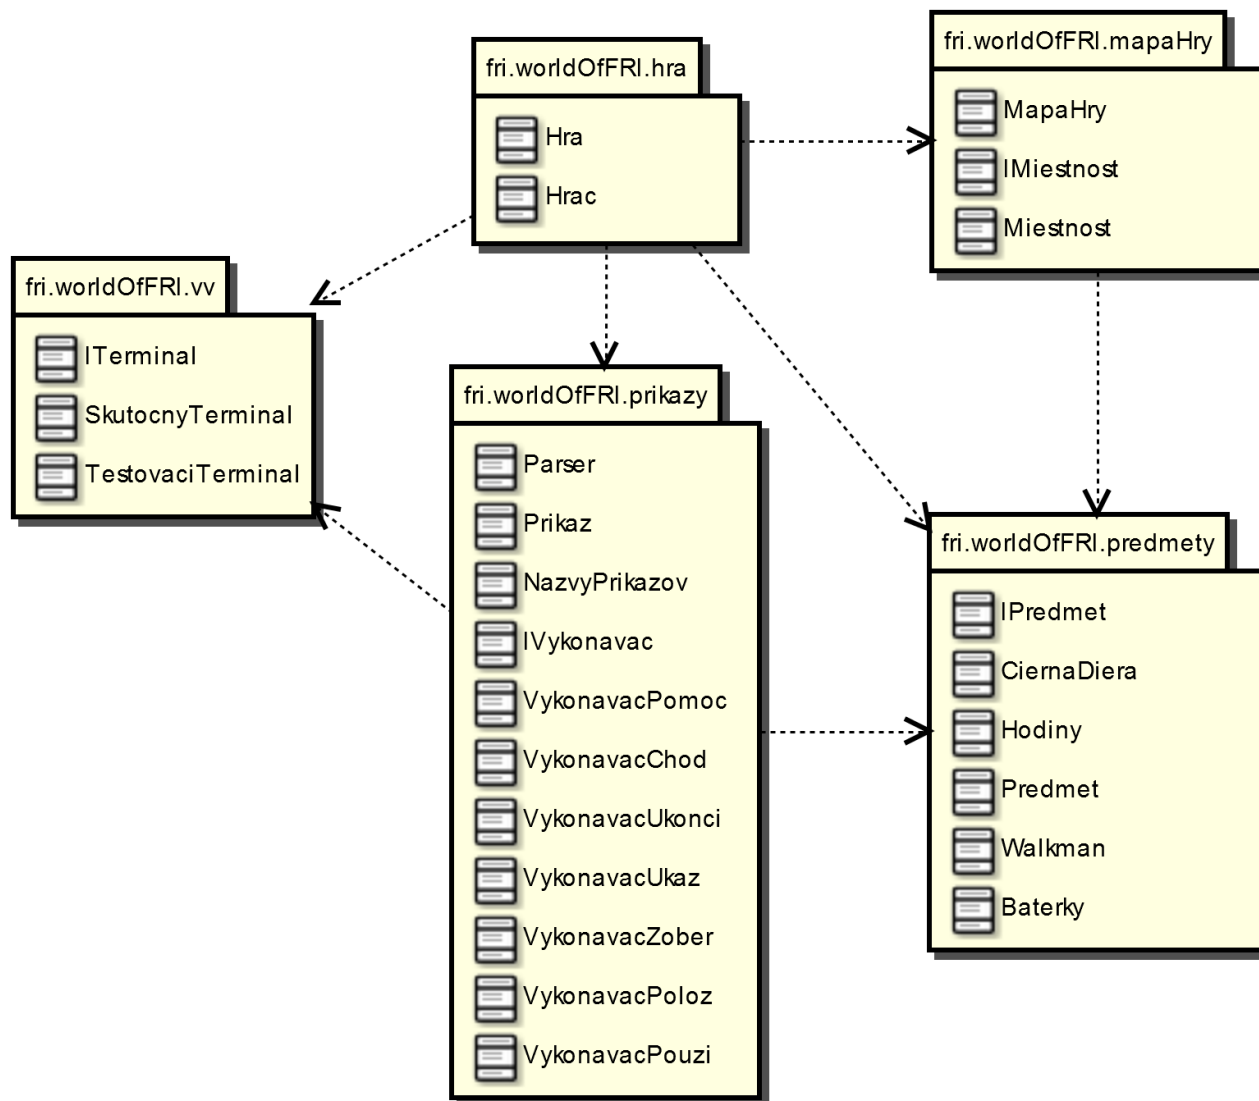 fri.worldOfFRI.hra
Hra
Hrac
fri.worldOfFRI.mapaHry
MapaHry
IMiestnost
Miestnost
fri.worldOfFRI.vv
ITerminal
SkutocnyTerminal
TestovaciTerminal
fri.worldOfFRI.prikazy
Parser
Prikaz
NazvyPrikazov
IVykonavac
VykonavacPomoc
VykonavacChod
VykonavacUkonci
VykonavacUkaz
VykonavacZober
VykonavacPoloz
VykonavacPouzi
fri.worldOfFRI.predmety
IPredmet
CiernaDiera
Hodiny
Predmet
Walkman
Baterky